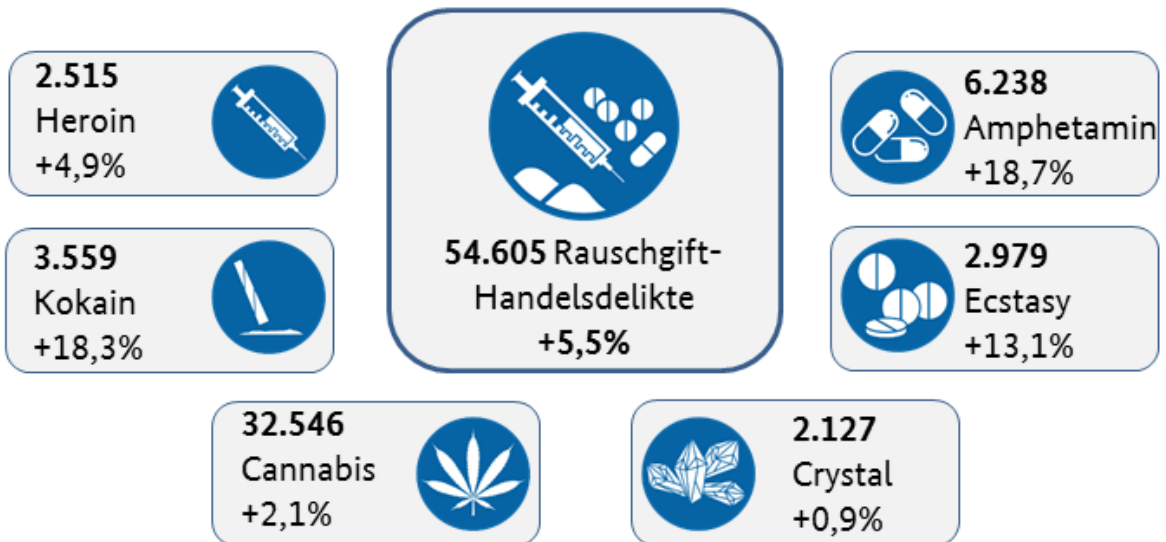 2.515
Heroin
+4,9%
3.559
Kokain
+18,3%
54.605 Rauschgift-
Handelsdelikte
+5,5%
6.238
Amphetamin
+18,7%
2.979
Ecstasy
+13,1%
32.546
Cannabis
+2,1%
2.127
Crystal
+0,9%